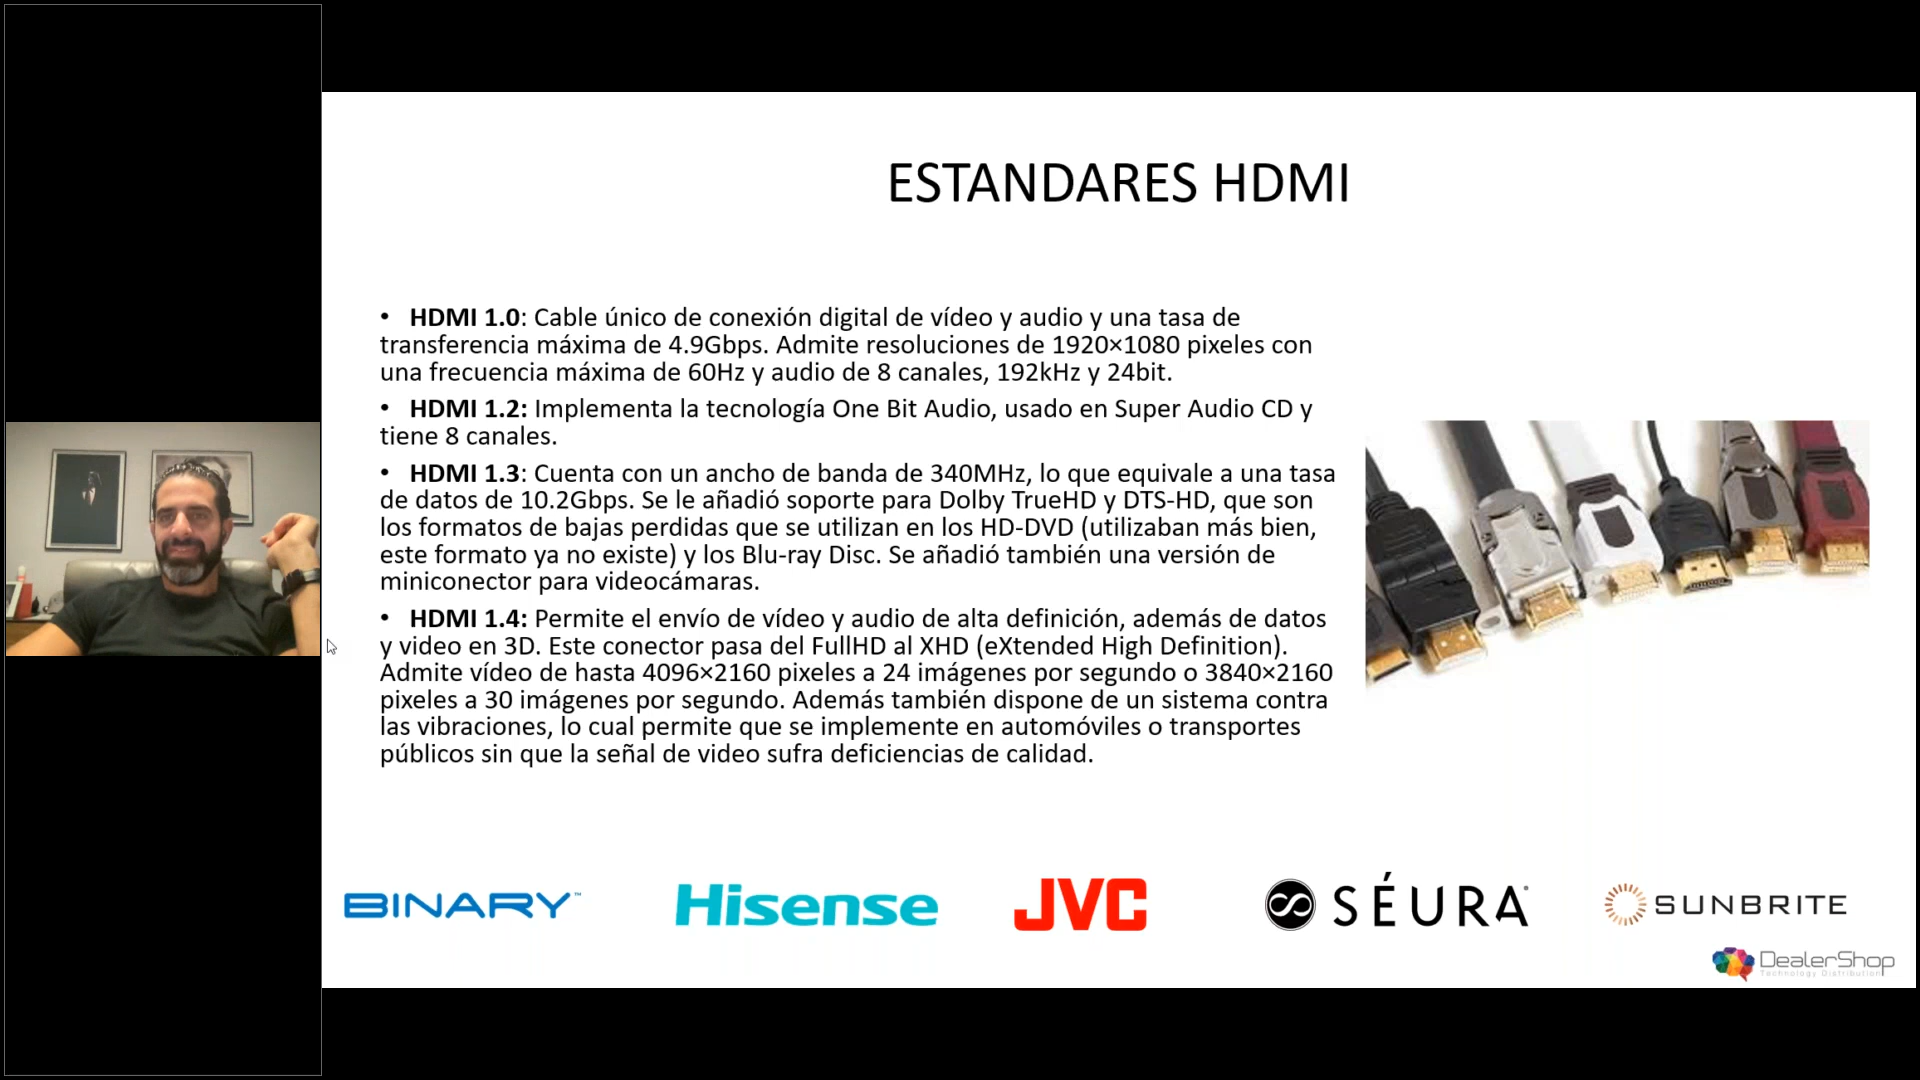 ESTANDARES HDMI
• HDMI 1.0: Cable único de conexión digital de vídeo y audio y una tasa de
transferencia máxima de 4.9Gbps. Admite resoluciones de 1920×1080 pixeles con
una frecuencia máxima de 60Hz y audio de 8 canales, 192kHz y 24bit.
• HDMI 1.2: Implementa la tecnología One Bit Audio, usado en Super Audio CD y
tiene 8 canales.
• HDMI 1.3: Cuenta con un ancho de banda de 340MHz, lo que equivale a una tasa
de datos de 10.2Gbps. Se le añadió soporte para Dolby TrueHD y DTS-HD, que son
los formatos de bajas perdidas que se utilizan en los HD-DVD (utilizaban más bien,
este formato ya no existe) y los Blu-ray Disc. Se añadió también una versión de
miniconector para videocámaras.
• HDMI 1.4: Permite el envío de vídeo y audio de alta definición, además de datos
y video en 3D. Este conector pasa del FullHD al XHD (eXtended High Definition).
Admite vídeo de hasta 4096×2160 pixeles a 24 imágenes por segundo o 3840×2160
pixeles a 30 imágenes por segundo. Además también dispone de un sistema contra
las vibraciones, lo cual permite que se implemente en automóviles o transportes
públicos sin que la señal de video sufra deficiencias de calidad.
BINARY™ Hisense JVC SÉURA SUNBRITE
DealerShop
Technology Distribution